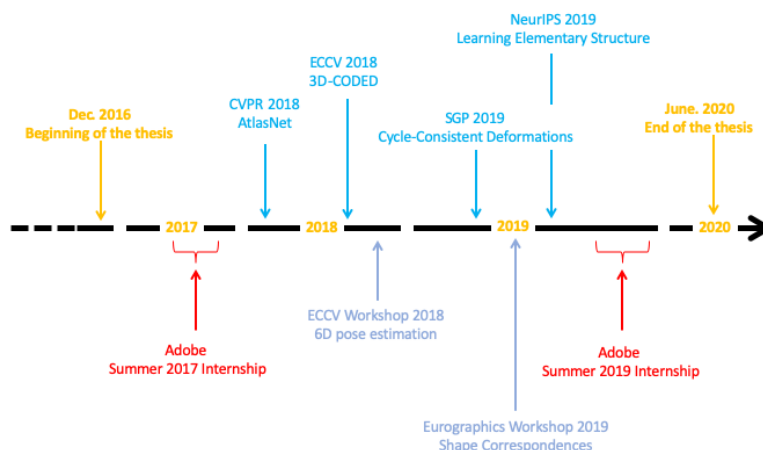 NeurIPS 2019
Learning Elementary Structure
ECCV 2018
3D-CODED
CVPR 2018
AtlasNet
Dec. 2016
Beginning of the thesis
SGP 2019
Cycle-Consistent Deformations
June. 2020
End of the thesis
2017
2018
2019
2020
ECCV Workshop 2018
6D pose estimation
Adobe
Summer 2017 Internship
Adobe
Summer 2019 Internship
Eurographics Workshop 2019
Shape Correspondences